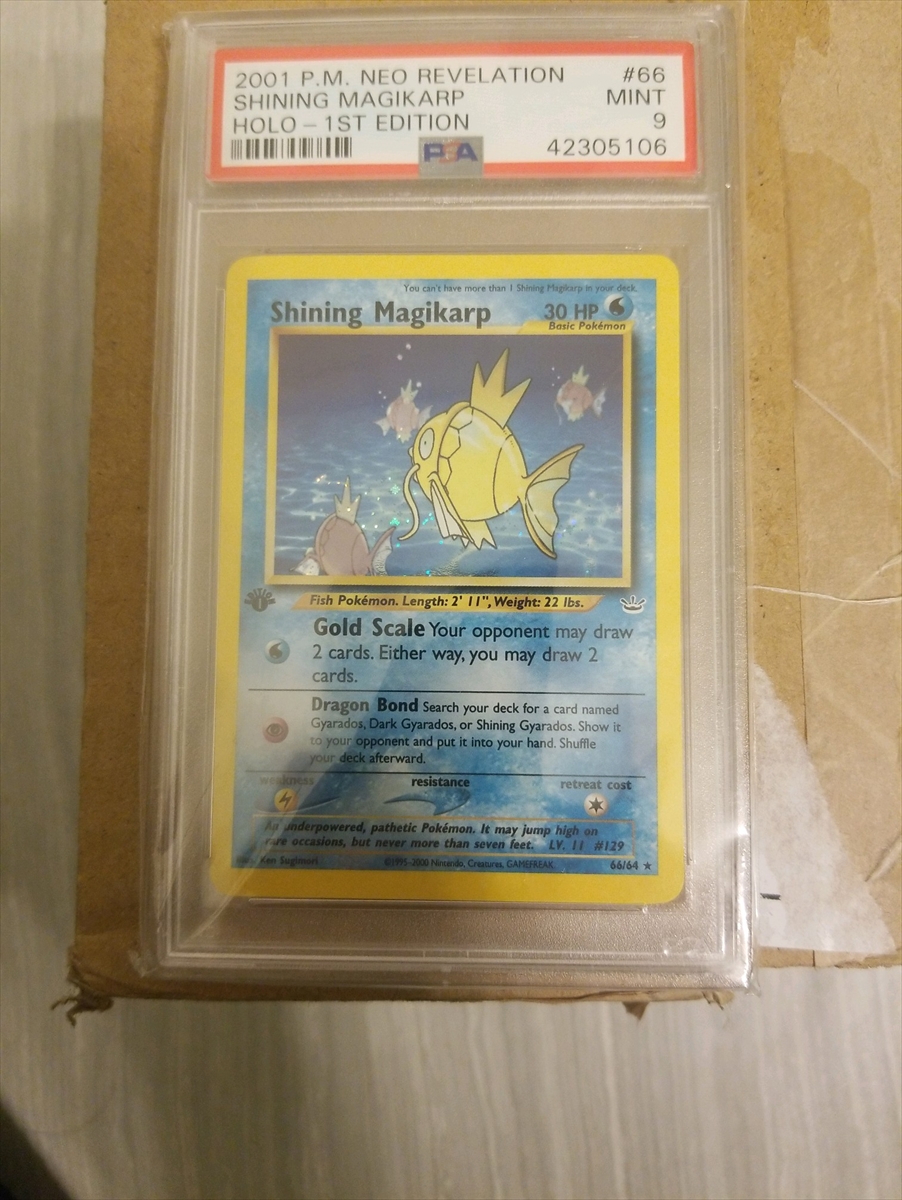 2001 P.M. NEO REVELATION #66
SHINING MAGIKARP MINT
HOLO - 1ST EDITION 9
PSA 42305106
You can't have more than 1 Shining Magikarp in your deck.
Shining Magikarp 30 HP
Basic Pokémon
Fish Pokémon. Length: 2' 11", Weight: 22 lbs.
Gold Scale Your opponent may draw
2 cards. Either way, you may draw 2
cards.
Dragon Bond Search your deck for a card named
Gyarados, Dark Gyarados, or Shining Gyarados. Show it
to your opponent and put it into your hand. Shuffle
your deck afterward.
weakness resistance retreat cost
An underpowered, pathetic Pokémon. It may jump high on
rare occasions, but never more than seven feet. LV. 11 #129
Illus. Ken Sugimori ©1995-2000 Nintendo, Creatures, GAMEFREAK. 66/64 ★